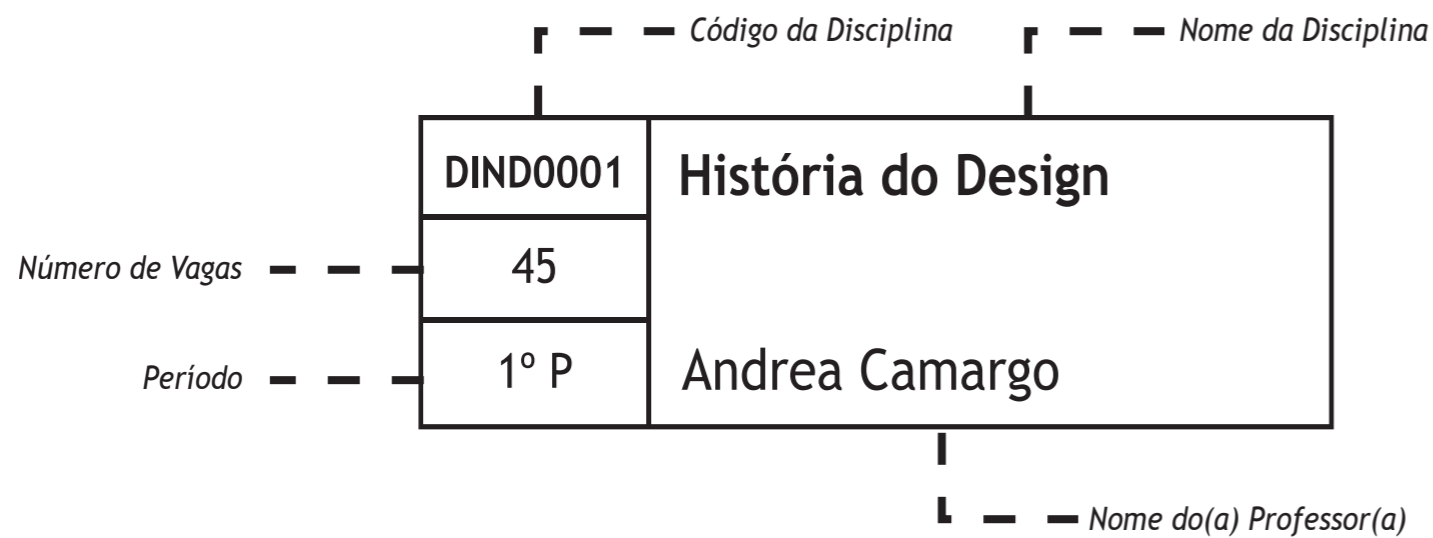 Código da Disciplina
Nome da Disciplina
DIND0001
História do Design
Número de Vagas
45
Período
1º P
Andrea Camargo
Nome do(a) Professor(a)